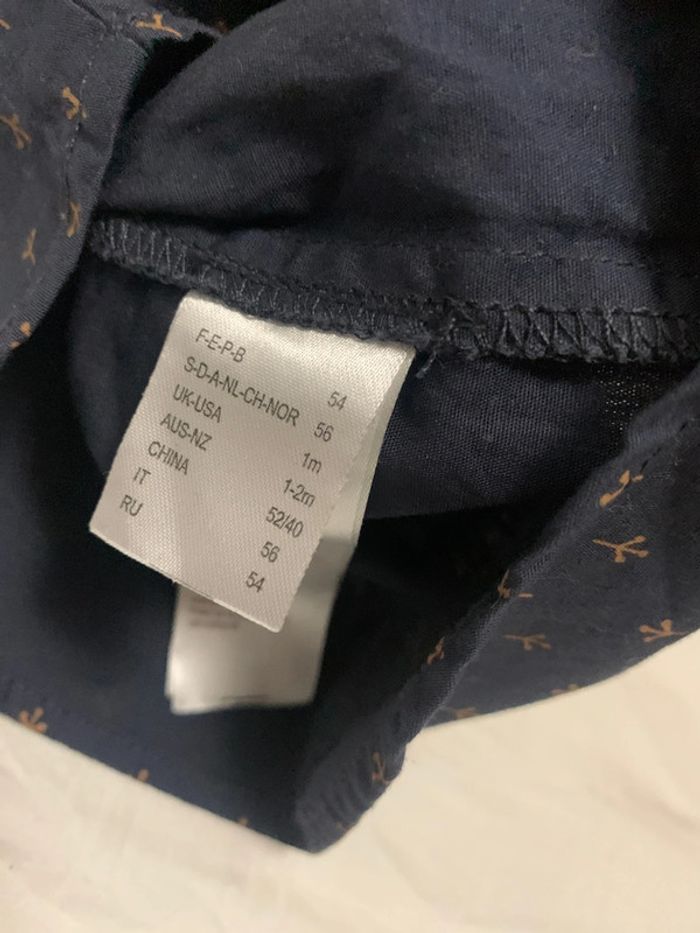 F-E-P-B 54
S-D-A-NL-CH-NOR 56
UK-USA 1m
AUS-NZ 1-2m
CHINA 52/40
IT 56
RU 54